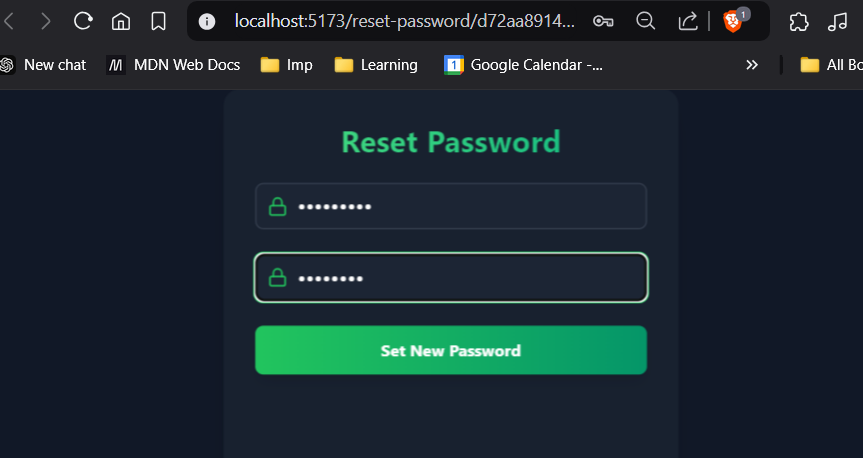 localhost:5173/reset-password/d72aa8914...
1
New chat
M
MDN Web Docs
Imp
Learning
1
Google Calendar -...
»
All Bo
Reset Password
•••••••••
••••••••
Set New Password